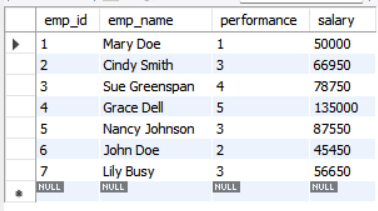 emp_id emp_name performance salary
1 Mary Doe 1 50000
2 Cindy Smith 3 66950
3 Sue Greenspan 4 78750
4 Grace Dell 5 135000
5 Nancy Johnson 3 87550
6 John Doe 2 45450
7 Lily Busy 3 56650
NULL NULL NULL NULL